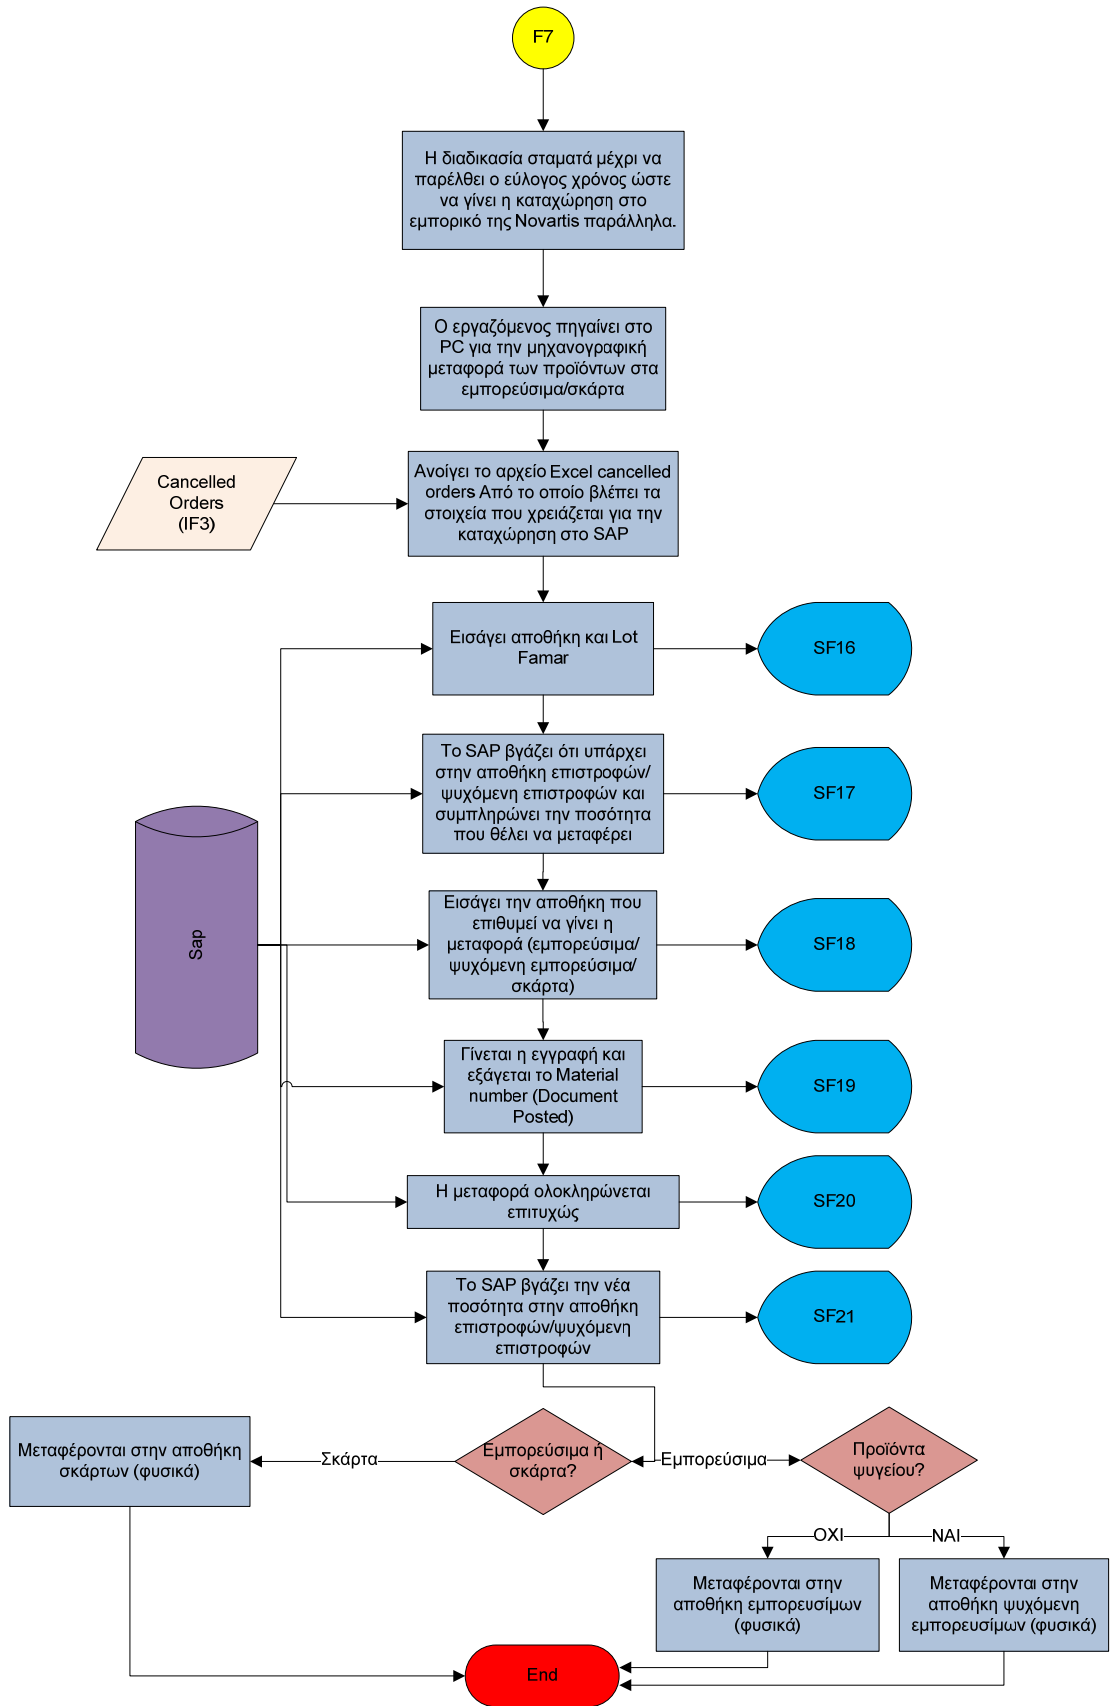 F7
Η διαδικασία σταματά μέχρι να
παρέλθει ο εύλογος χρόνος ώστε
να γίνει η καταχώρηση στο
εμπορικό της Novartis παράλληλα.
Ο εργαζόμενος πηγαίνει στο
PC για την μηχανογραφική
μεταφορά των προϊόντων στα
εμπορεύσιμα/σκάρτα
Cancelled
Orders
(IF3)
Ανοίγει το αρχείο Excel cancelled
orders Από το οποίο βλέπει τα
στοιχεία που χρειάζεται για την
καταχώρηση στο SAP
Εισάγει αποθήκη και Lot
Famar
SF16
Το SAP βγάζει ότι υπάρχει
στην αποθήκη επιστροφών/
ψυχόμενη επιστροφών και
συμπληρώνει την ποσότητα
που θέλει να μεταφέρει
SF17
Sap
Εισάγει την αποθήκη που
επιθυμεί να γίνει η
μεταφορά (εμπορεύσιμα/
ψυχόμενη εμπορεύσιμα/
σκάρτα)
SF18
Γίνεται η εγγραφή και
εξάγεται το Material
number (Document
Posted)
SF19
Η μεταφορά ολοκληρώνεται
επιτυχώς
SF20
Το SAP βγάζει την νέα
ποσότητα στην αποθήκη
επιστροφών/ψυχόμενη
επιστροφών
SF21
Μεταφέρονται στην αποθήκη
σκάρτων (φυσικά)
Σκάρτα
Εμπορεύσιμα ή
σκάρτα?
Εμπορεύσιμα
Προϊόντα
ψυγείου?
ΟΧΙ
ΝΑΙ
Μεταφέρονται στην
αποθήκη εμπορευσίμων
(φυσικά)
Μεταφέρονται στην
αποθήκη ψυχόμενη
εμπορευσίμων (φυσικά)
End